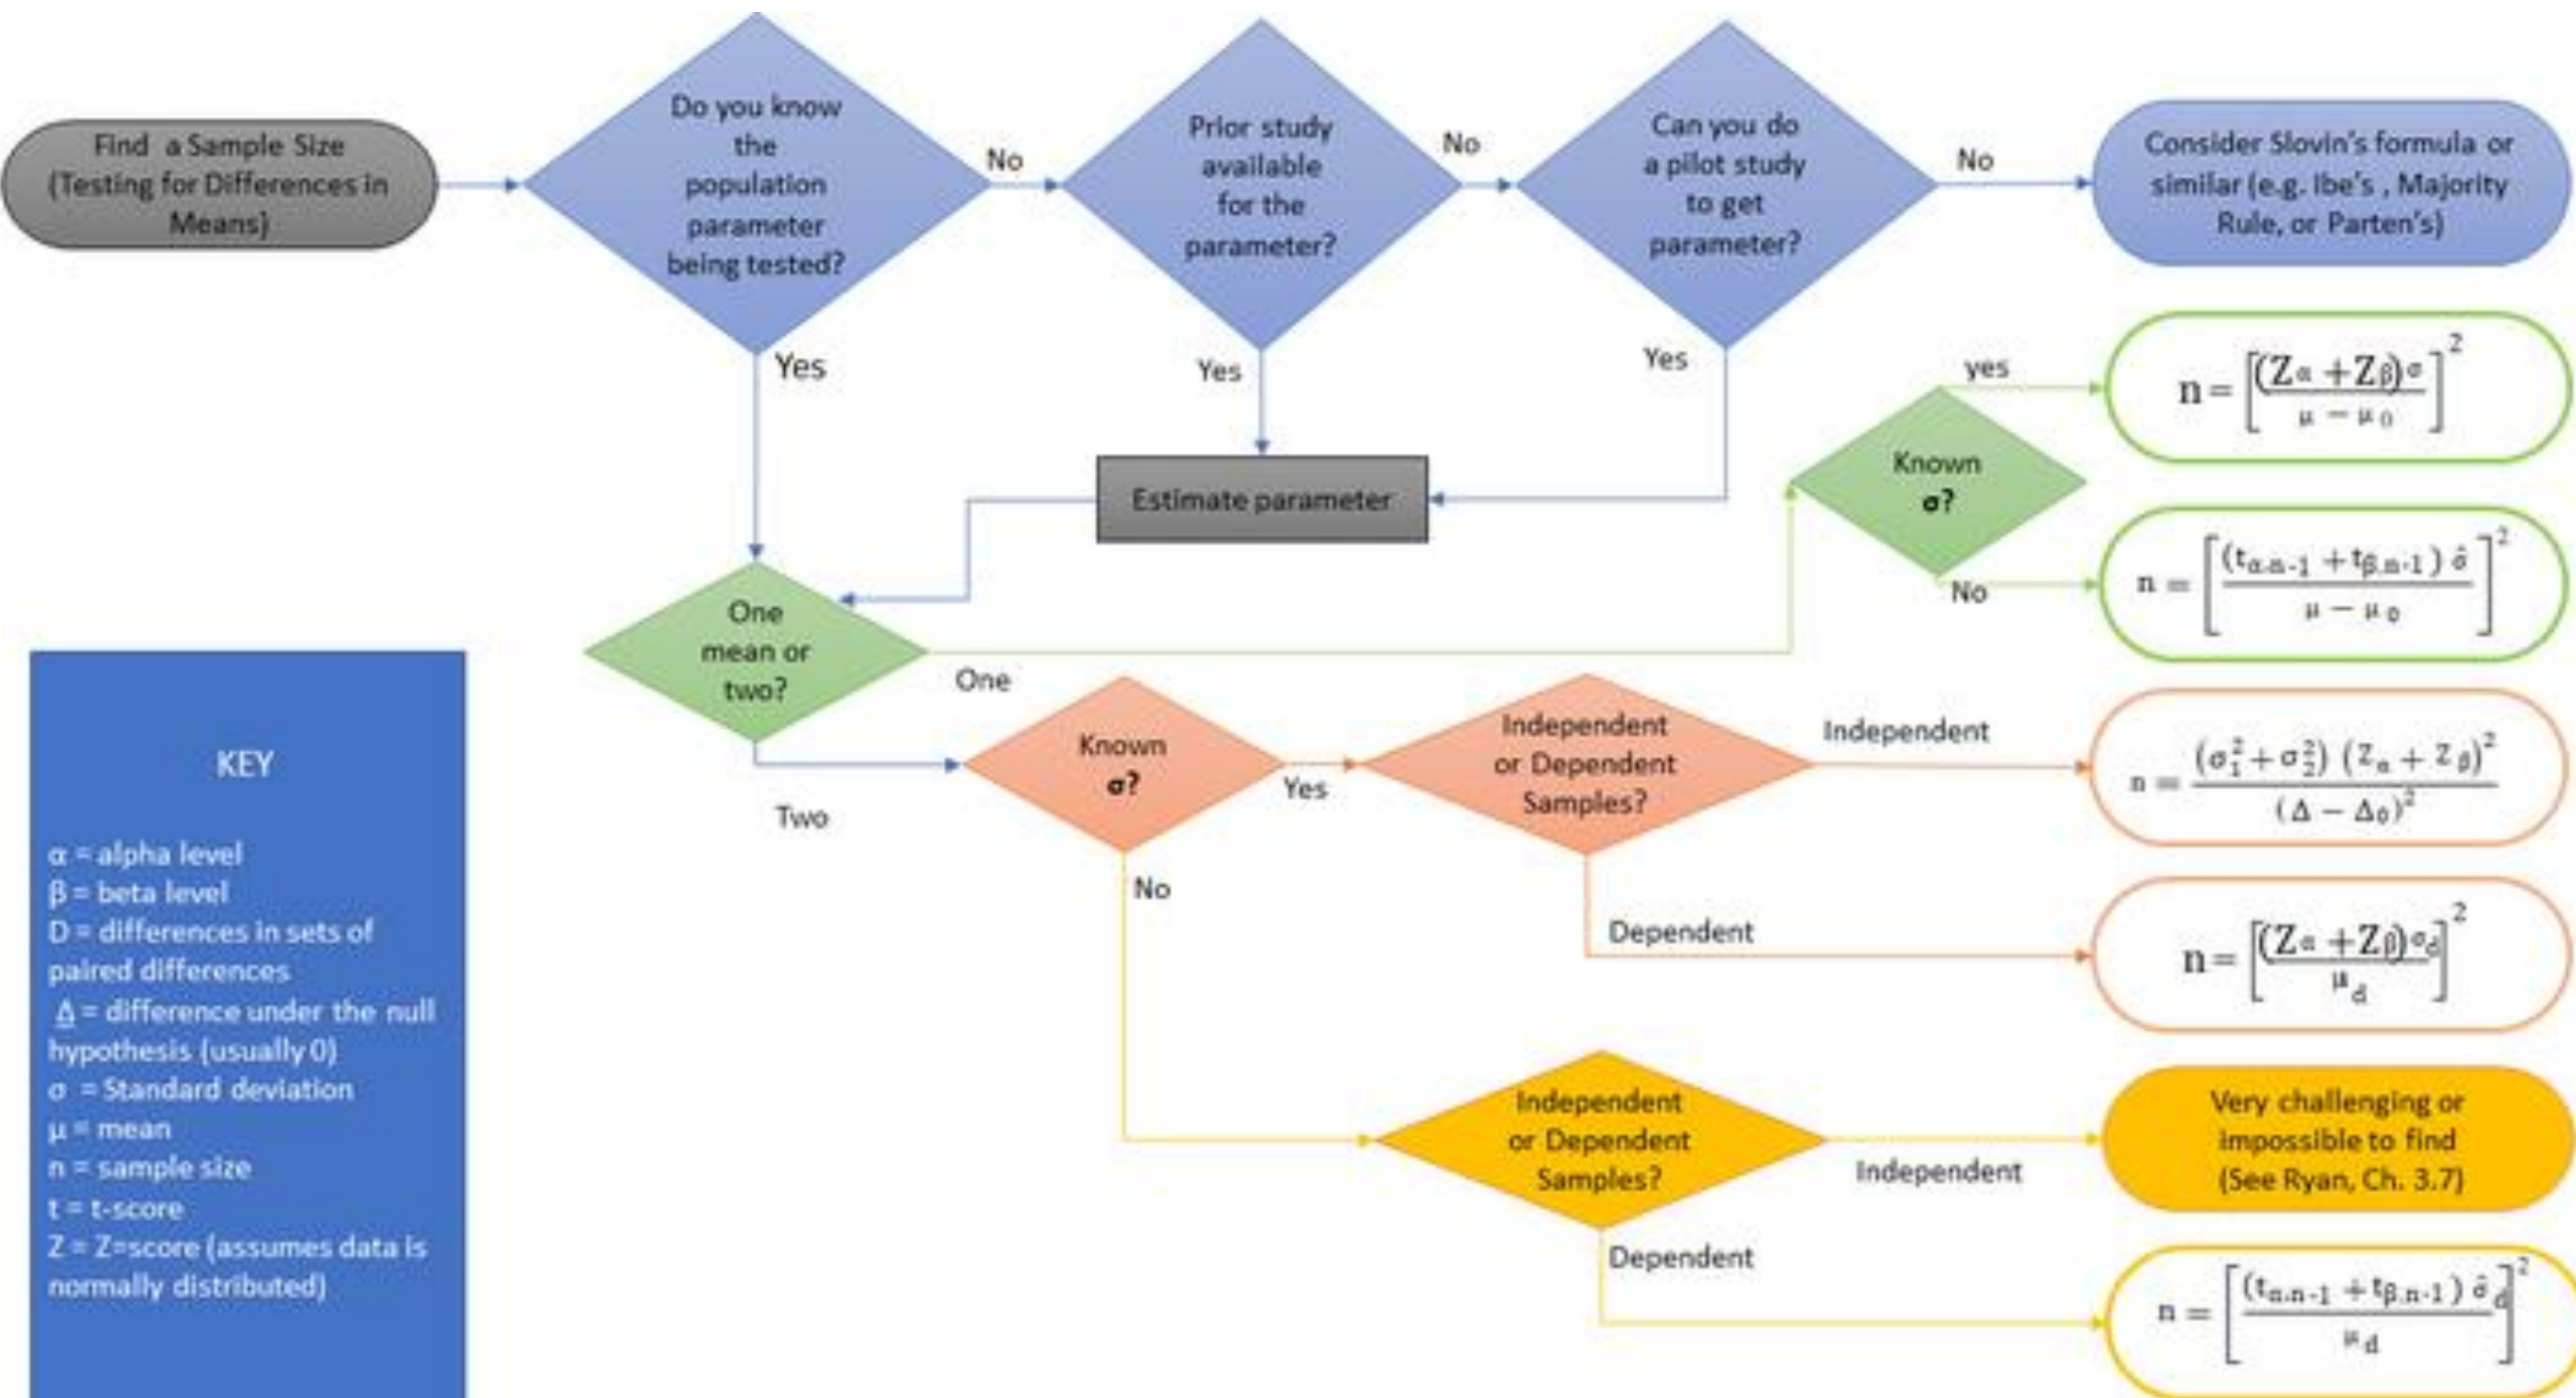 Find a Sample Size
(Testing for Differences in
Means)
Do you know
the
population
parameter
being tested?
No
Prior study
available
for the
parameter?
No
Can you do
a pilot study
to get
parameter?
No
Consider Slovin's formula or
similar (e.g. Ibe's , Majority
Rule, or Parten's)
Yes
Yes
Yes
Estimate parameter
One
mean or
two?
One
Two
Known
σ?
yes
n = [(Zα + Zβ) σ / μ − μ0]²
No
n = [(tα.n-1 + tβ.n-1) σ̂ / μ − μ0]²
Known
σ?
Yes
Independent
or Dependent
Samples?
Independent
n = (σ₁² + σ₂²) (Zα + Zβ)² / (Δ − Δ0)²
Dependent
n = [(Zα + Zβ) σd / μd]²
No
Independent
or Dependent
Samples?
Independent
Very challenging or
impossible to find
(See Ryan, Ch. 3.7)
Dependent
n = [(tα.n-1 + tβ.n-1) σ̂d / μd]²
KEY
α = alpha level
β = beta level
D = differences in sets of
paired differences
Δ = difference under the null
hypothesis (usually 0)
σ = Standard deviation
μ = mean
n = sample size
t = t-score
Z = Z=score (assumes data is
normally distributed)